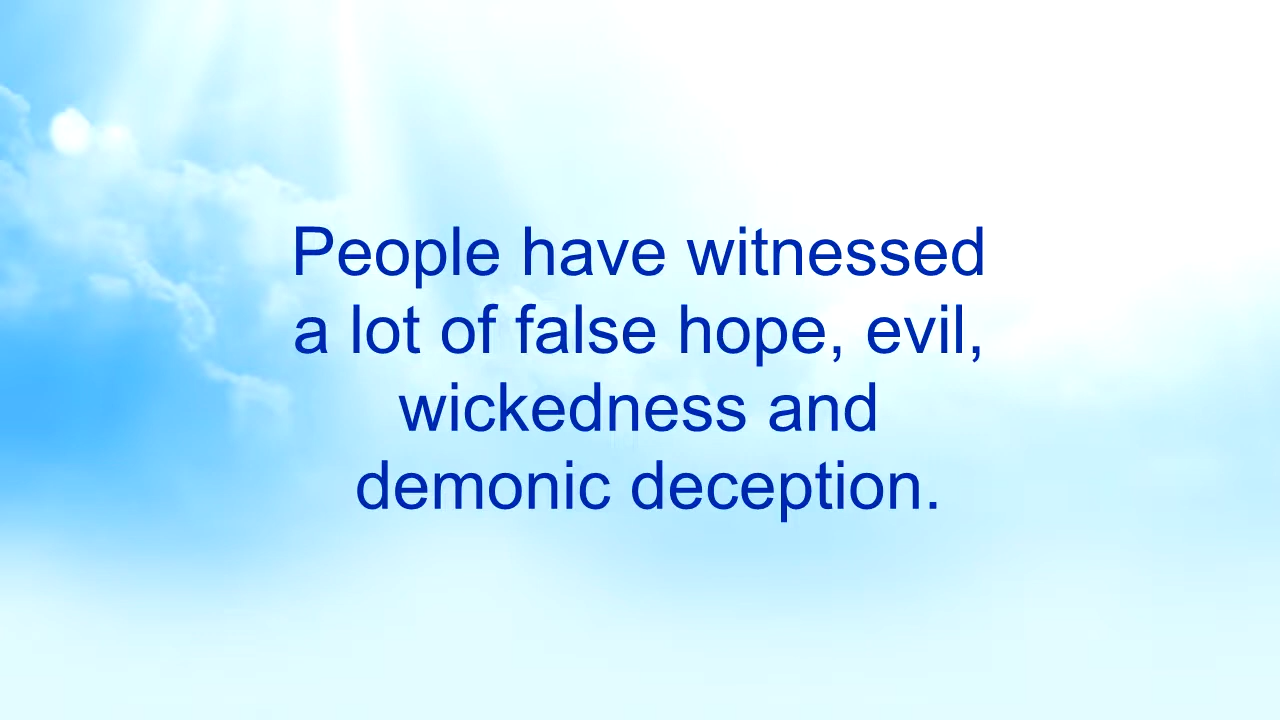 People have witnessed
a lot of false hope, evil,
wickedness and
demonic deception.